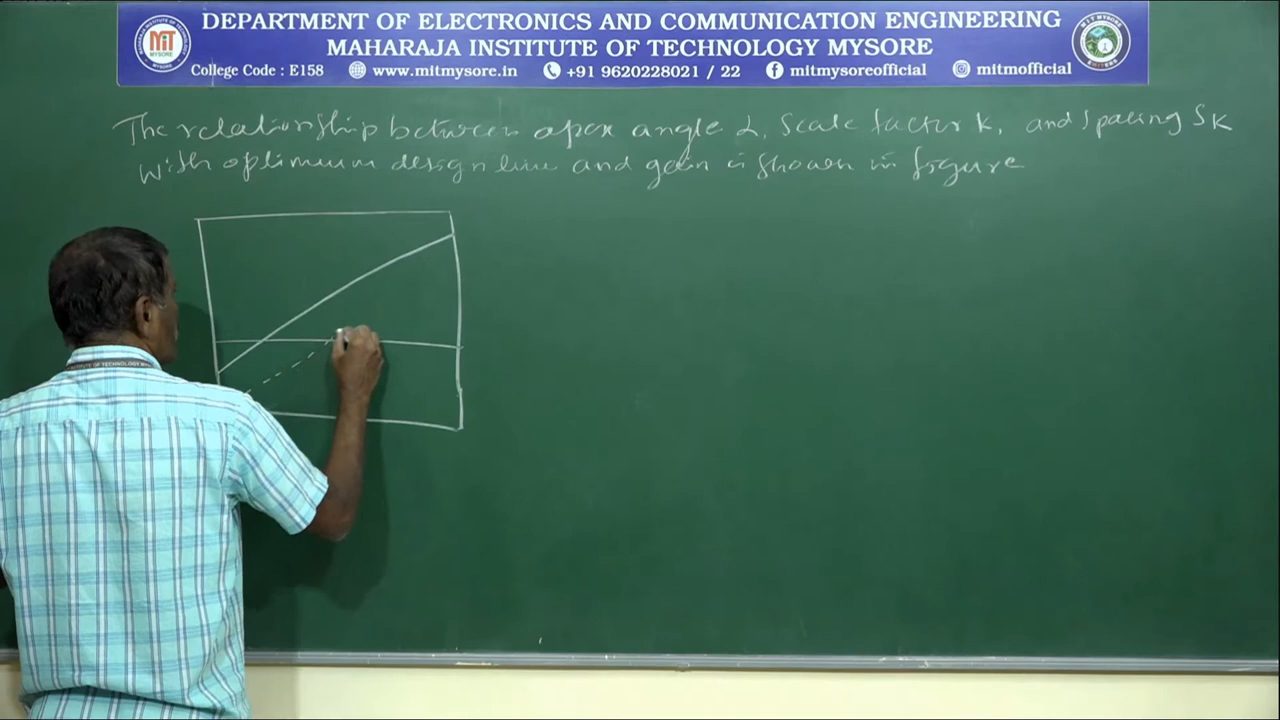 DEPARTMENT OF ELECTRONICS AND COMMUNICATION ENGINEERING
MAHARAJA INSTITUTE OF TECHNOLOGY MYSORE
College Code : E158 www.mitmysore.in +91 9620228021 / 22 mitmysoreofficial mitmofficial
MIT
MYSORE
The relationship between apex angle α, scale factor k, and spacing SK
with optimum design line and gain is shown in figure